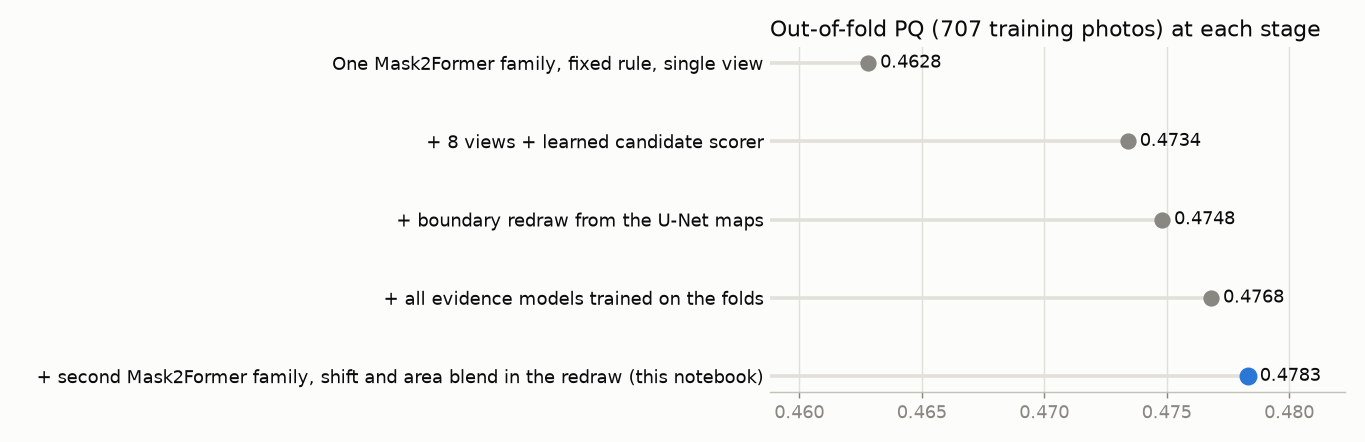 Out-of-fold PQ (707 training photos) at each stage
One Mask2Former family, fixed rule, single view
0.4628
+ 8 views + learned candidate scorer
0.4734
+ boundary redraw from the U-Net maps
0.4748
+ all evidence models trained on the folds
0.4768
+ second Mask2Former family, shift and area blend in the redraw (this notebook)
0.4783
0.460 0.465 0.470 0.475 0.480